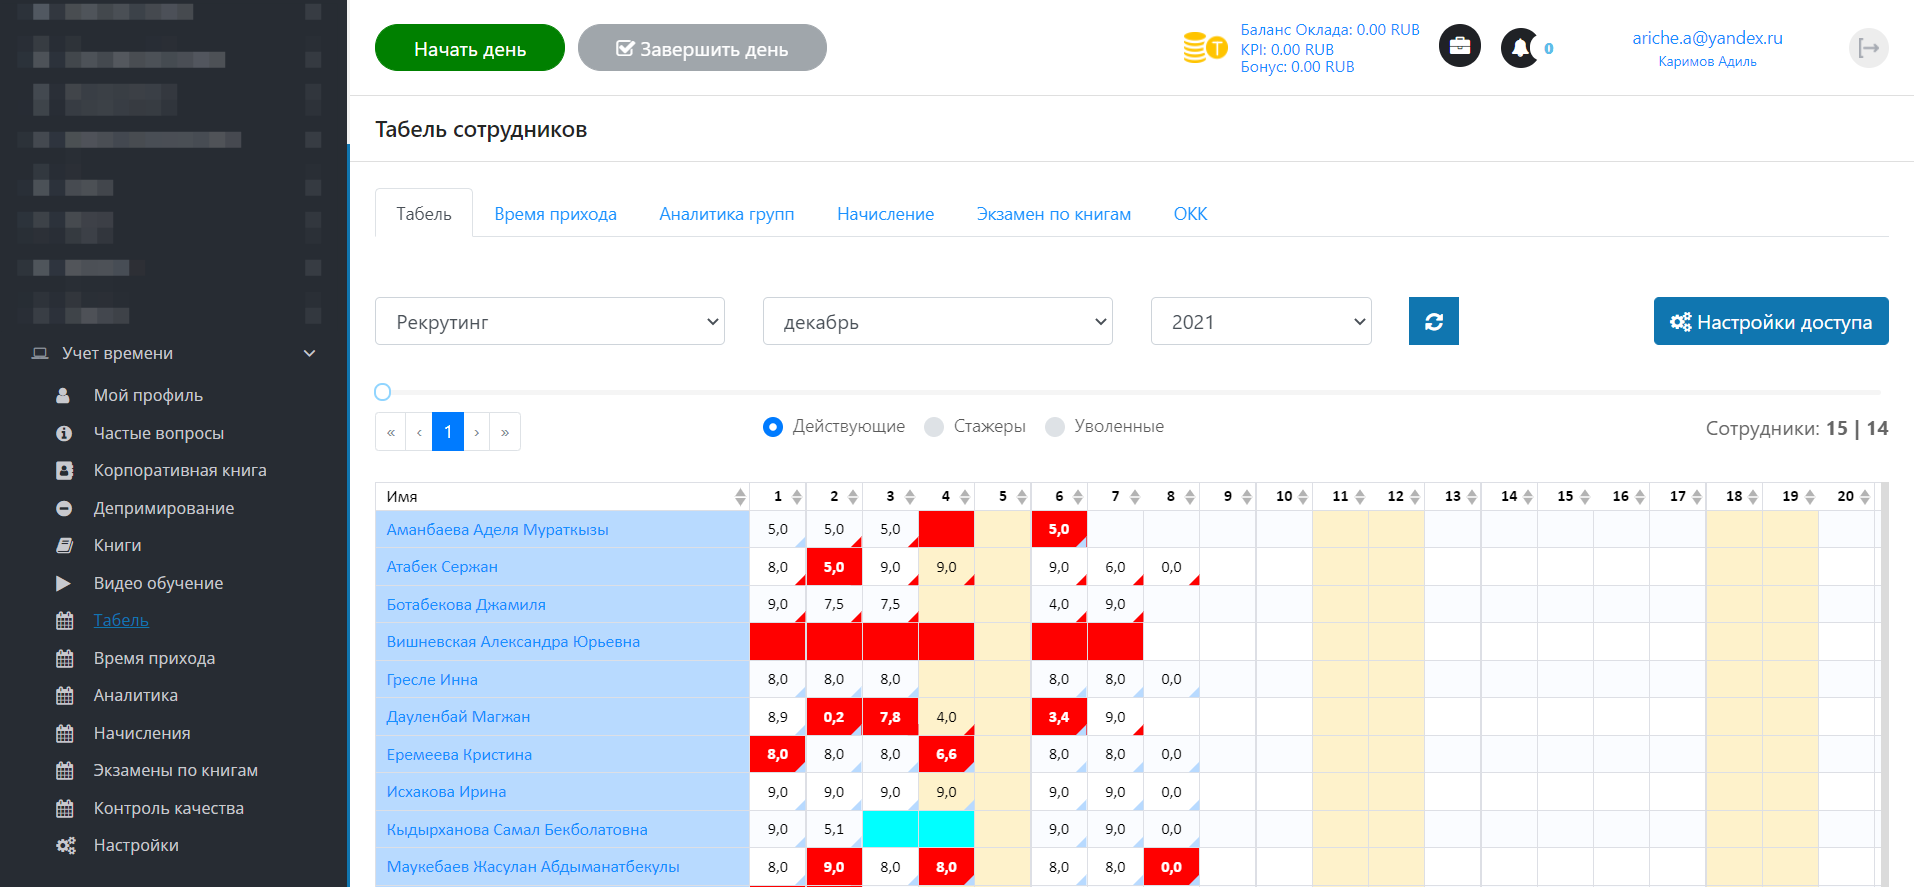 Начать день
Завершить день
Баланс Оклада: 0.00 RUB
KPI: 0.00 RUB
Бонус: 0.00 RUB
Т
0
ariche.a@yandex.ru
Каримов Адиль
Табель сотрудников
Табель Время прихода Аналитика групп Начисление Экзамен по книгам ОКК
Рекрутинг декабрь 2021 Настройки доступа
« ‹ 1 › »
Действующие Стажеры Уволенные
Сотрудники: 15 | 14
Учет времени
Мой профиль
Частые вопросы
Корпоративная книга
Депримирование
Книги
Видео обучение
Табель
Время прихода
Аналитика
Начисления
Экзамены по книгам
Контроль качества
Настройки
Имя 1 2 3 4 5 6 7 8 9 10 11 12 13 14 15 16 17 18 19 20
Аманбаева Аделя Мураткызы 5,0 5,0 5,0 5,0
Атабек Сержан 8,0 5,0 9,0 9,0 9,0 6,0 0,0
Ботабекова Джамиля 9,0 7,5 7,5 4,0 9,0
Вишневская Александра Юрьевна
Гресле Инна 8,0 8,0 8,0 8,0 8,0 0,0
Дауленбай Магжан 8,9 0,2 7,8 4,0 3,4 9,0
Еремеева Кристина 8,0 8,0 8,0 6,6 8,0 8,0 0,0
Исхакова Ирина 9,0 9,0 9,0 9,0 9,0 9,0 0,0
Кыдырханова Самал Бекболатовна 9,0 5,1 9,0 9,0 0,0
Маукебаев Жасулан Абдыманатбекулы 8,0 9,0 8,0 8,0 8,0 8,0 0,0